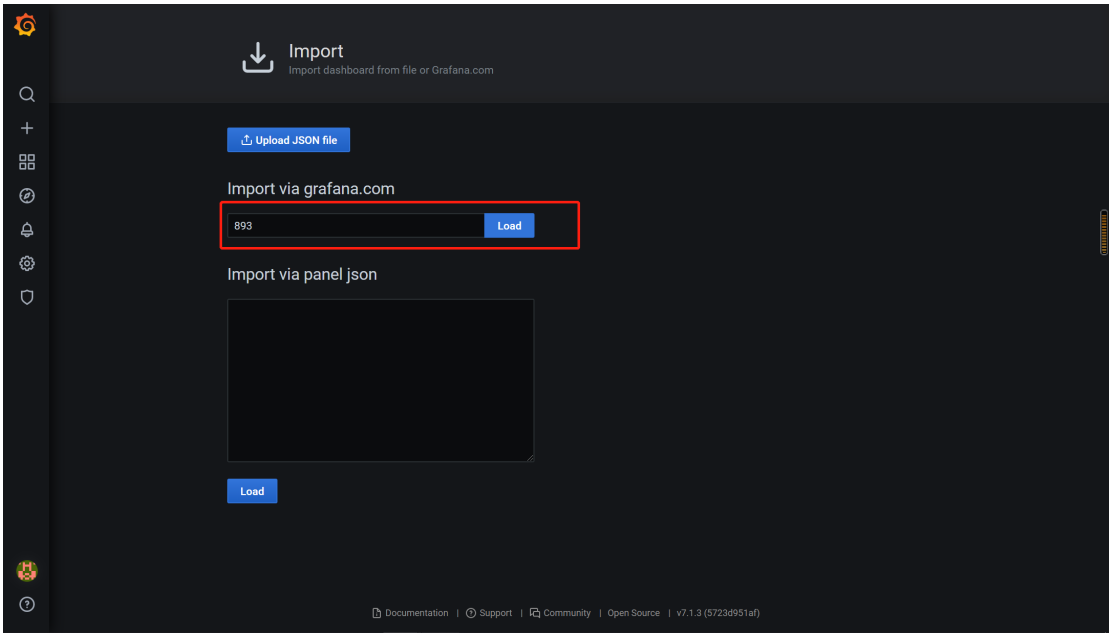 Import
Import dashboard from file or Grafana.com
Upload JSON file
Import via grafana.com
893
Load
Import via panel json
Load
Documentation | Support | Community | Open Source | v7.1.3 (5723d951af)